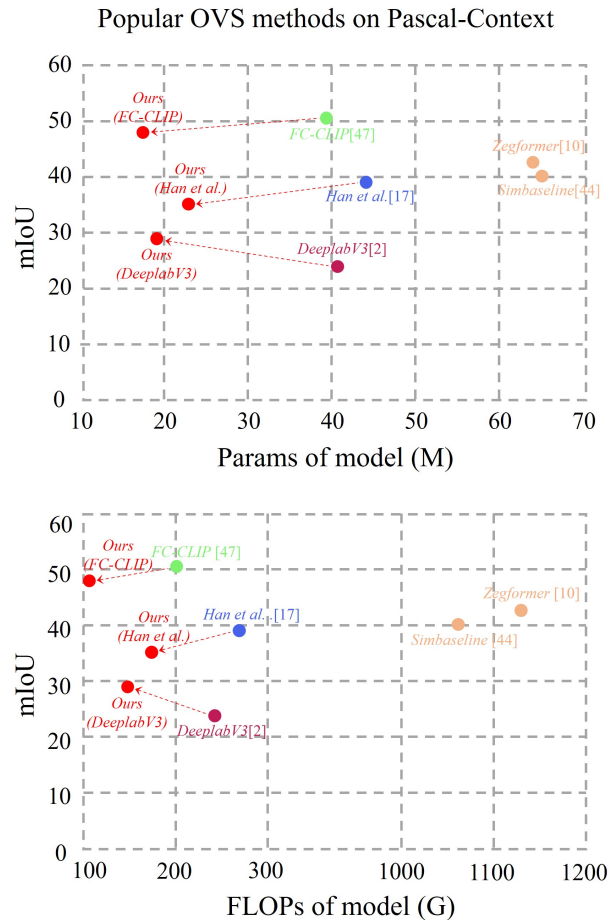 Popular OVS methods on Pascal-Context
60
50
40
30
20
10
0
mIoU
Ours
(FC-CLIP)
FC-CLIP[47]
Zegformer[10]
Simbaseline[44]
Ours
(Han et al.)
Han et al.[17]
DeeplabV3[2]
Ours
(DeeplabV3)
10 20 30 40 50 60 70
Params of model (M)
60
50
40
30
20
10
0
mIoU
Ours
(FC-CLIP)
FC-CLIP [47]
Zegformer [10]
Ours
(Han et al.)
Han et al. .[17]
Simbaseline [44]
Ours
(DeeplabV3)
DeeplabV3[2]
100 200 300 1000 1100 1200
FLOPs of model (G)